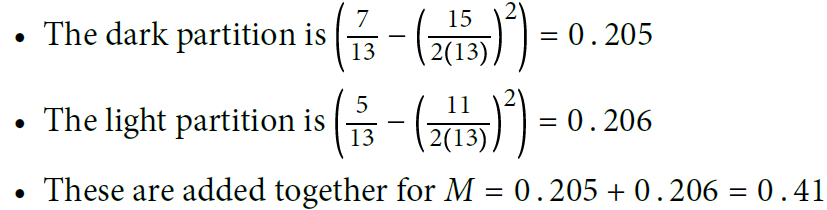 • The dark partition is (7/13 − (15/2(13))²) = 0.205
• The light partition is (5/13 − (11/2(13))²) = 0.206
• These are added together for M = 0.205 + 0.206 = 0.41